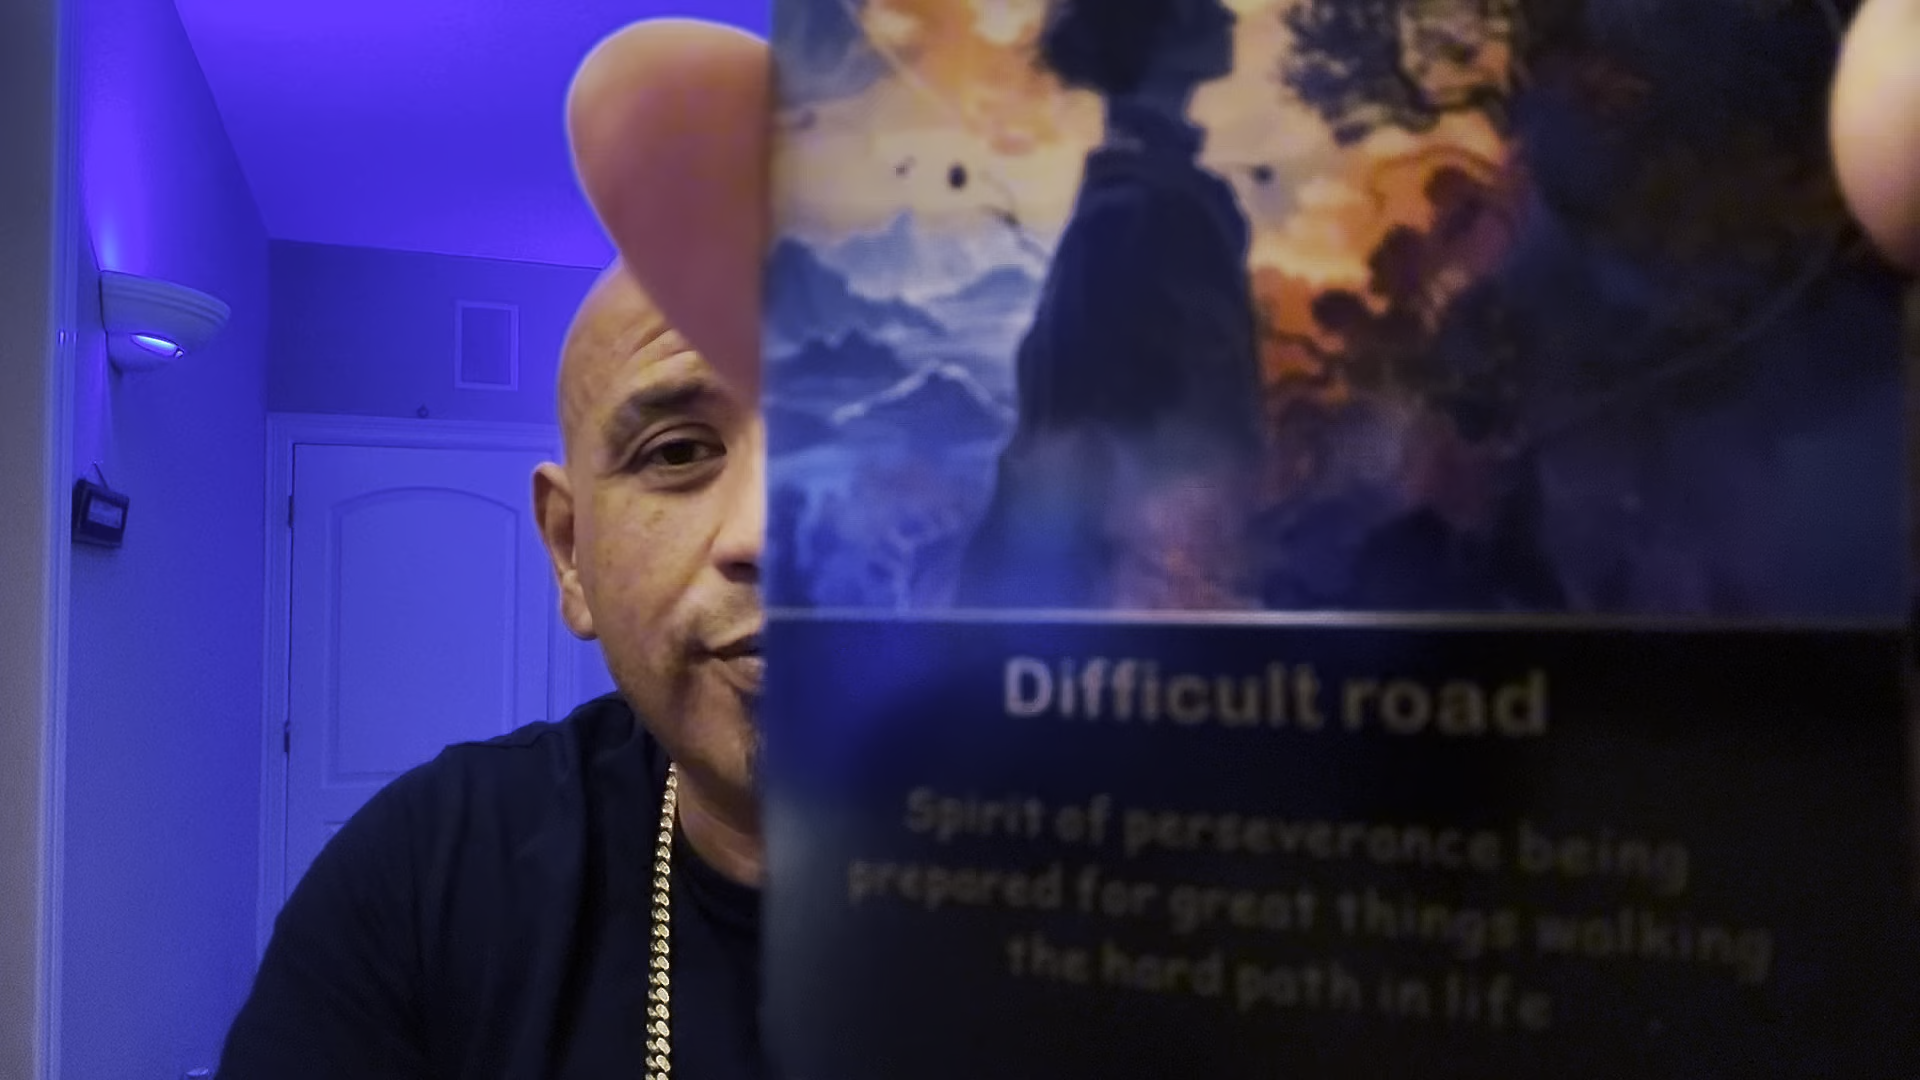 Difficult road
Spirit of perseverance being
prepared for great things walking
the hard path in life